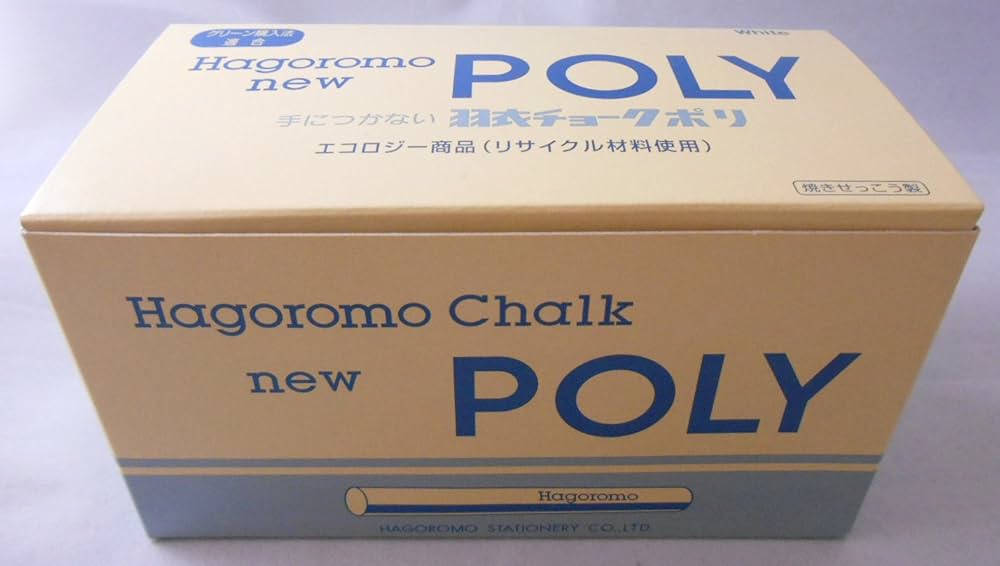 グリーン購入法
適合
White
Hagoromo
new POLY
手につかない 羽衣チョークポリ
エコロジー商品(リサイクル材料使用)
焼きせっこう製
Hagoromo Chalk
new POLY
Hagoromo
HAGOROMO STATIONERY CO.,LTD.